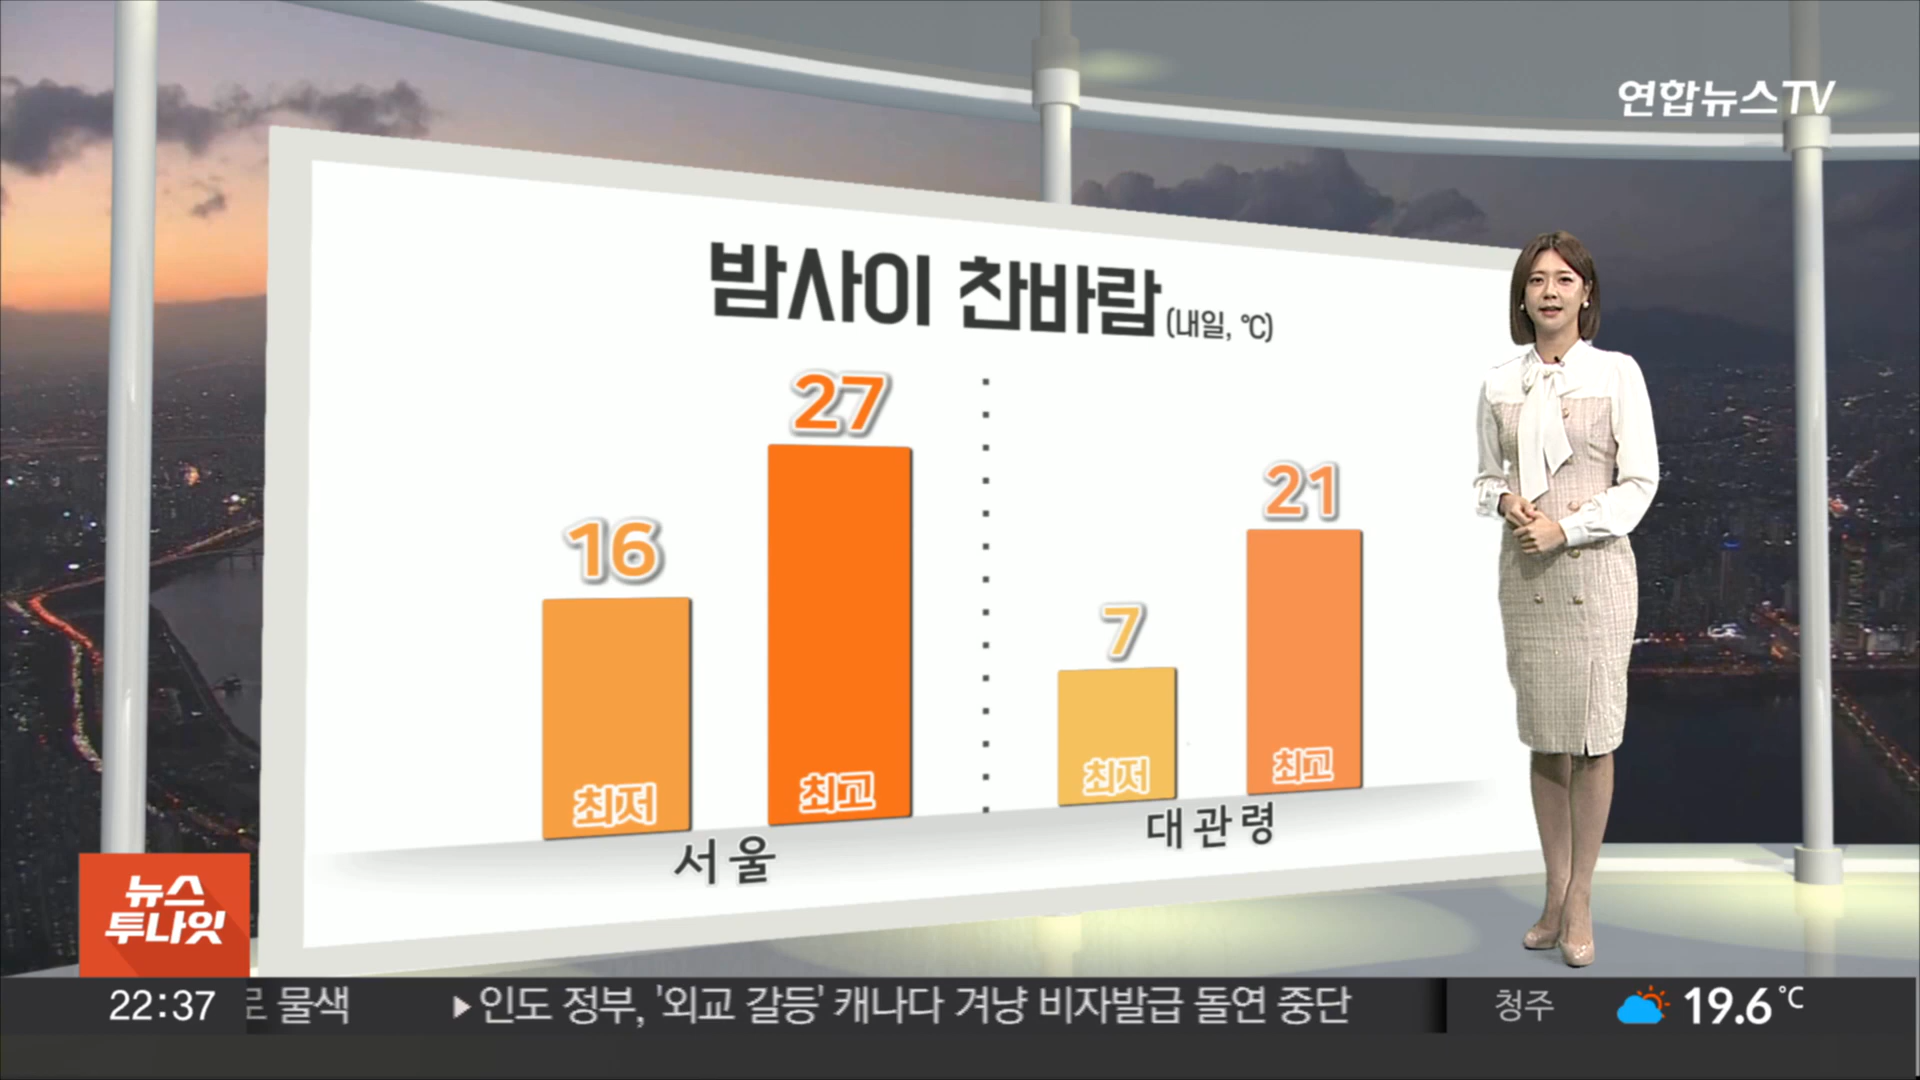 연합뉴스TV
밤사이 찬바람(내일, ℃)
16
27
7
21
최저
최고
최저
최고
서울
대관령
뉴스
투나잇
22:37
로 물색 ▶인도 정부, '외교 갈등' 캐나다 겨냥 비자발급 돌연 중단
청주 19.6℃